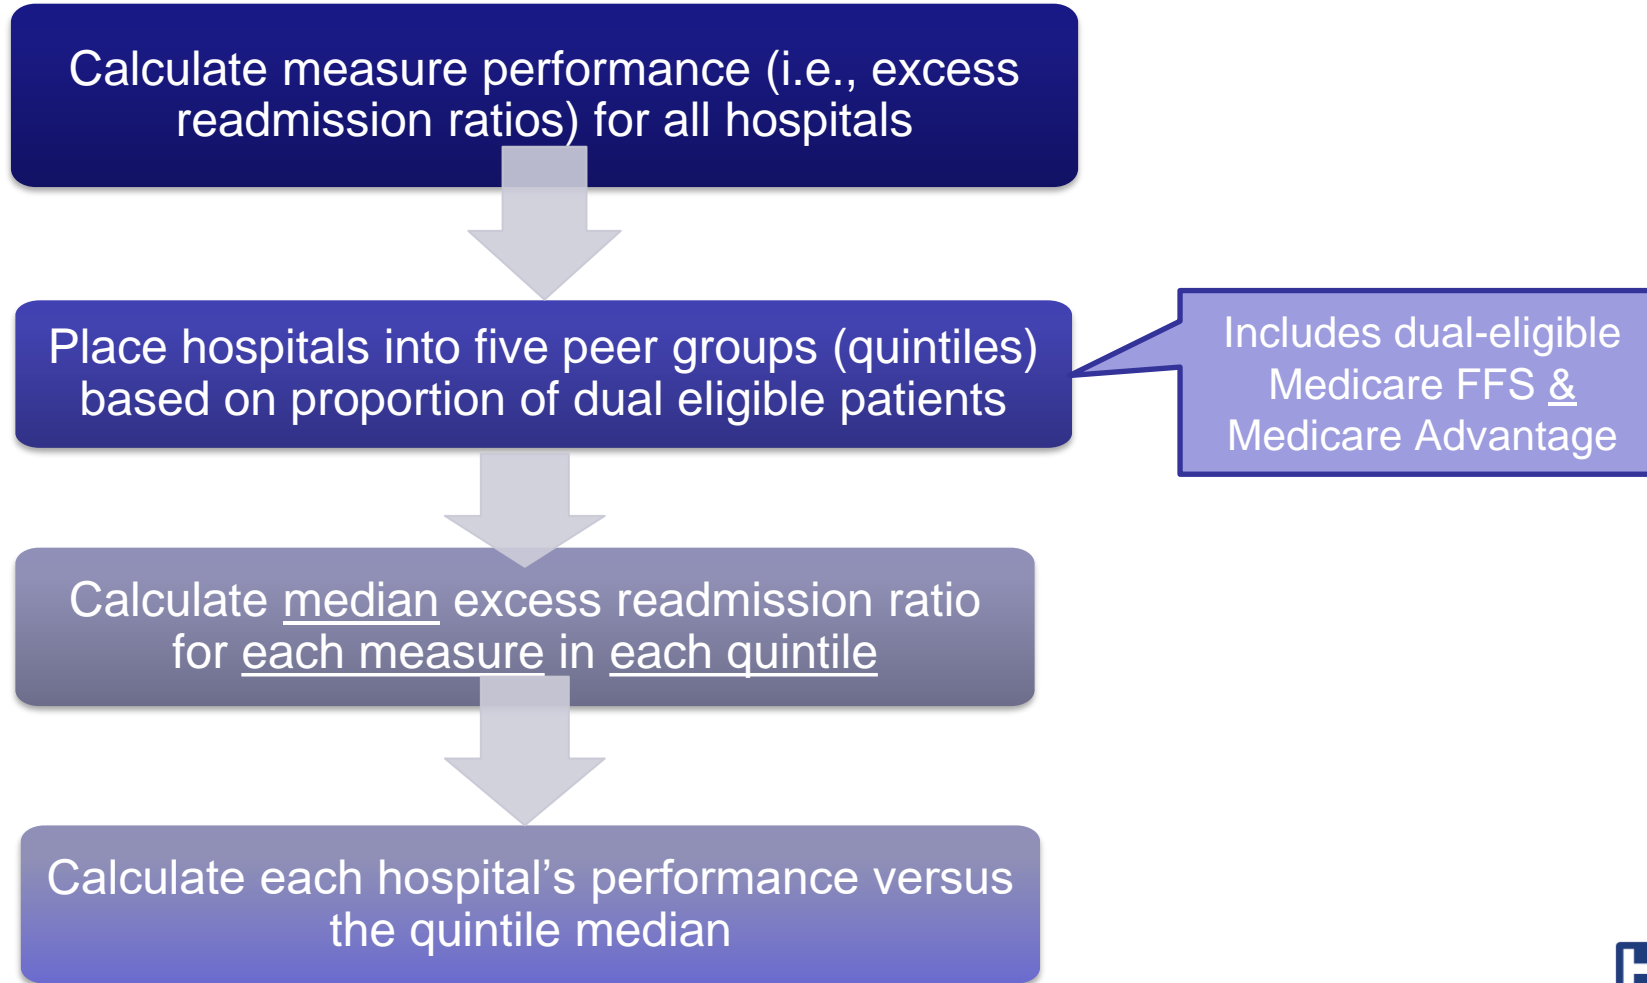 Calculate measure performance (i.e., excess
readmission ratios) for all hospitals
Place hospitals into five peer groups (quintiles)
based on proportion of dual eligible patients
Includes dual-eligible
Medicare FFS &
Medicare Advantage
Calculate median excess readmission ratio
for each measure in each quintile
Calculate each hospital’s performance versus
the quintile median